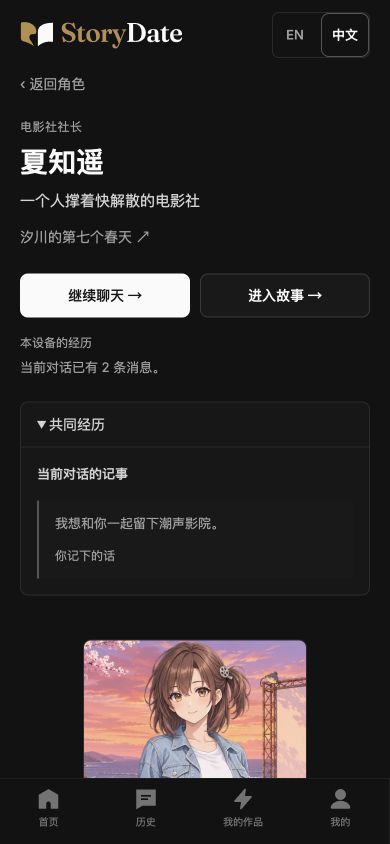 StoryDate
EN 中文
‹ 返回角色
电影社社长
夏知遥
一个人撑着快解散的电影社
汐川的第七个春天 ↗
继续聊天 → 进入故事 →
本设备的经历
当前对话已有 2 条消息。
▼共同经历
当前对话的记事
我想和你一起留下潮声影院。
你记下的话
首页 历史 我的作品 我的